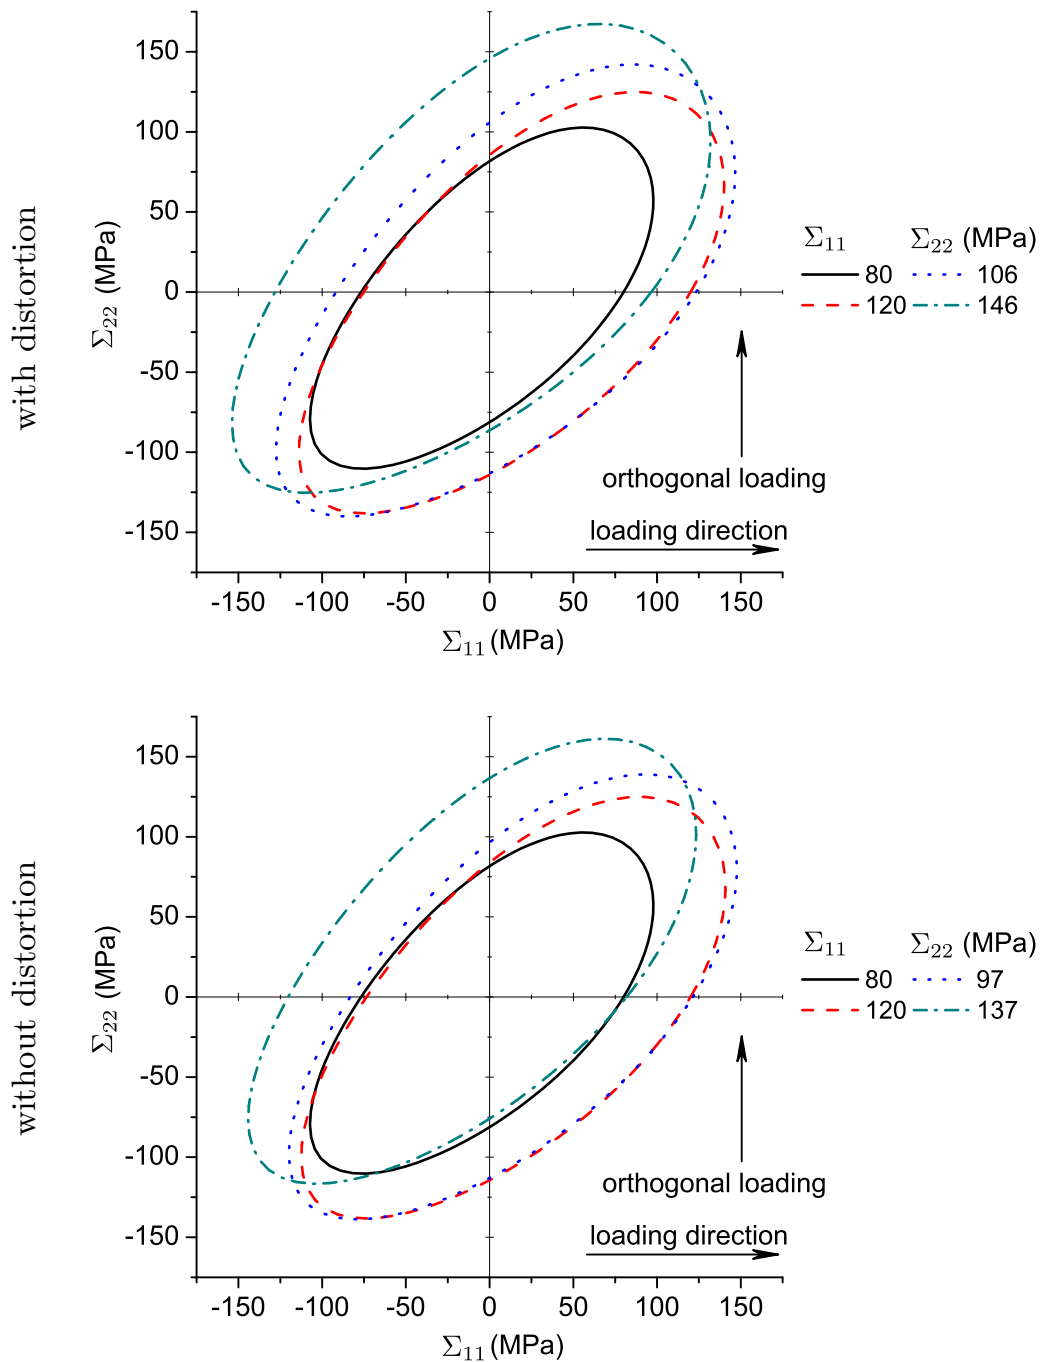 with distortion
Σ22 (MPa)
150
100
50
0
-50
-100
-150
-150 -100 -50 0 50 100 150
Σ11 (MPa)
Σ11 Σ22 (MPa)
80 106
120 146
orthogonal loading
loading direction
without distortion
Σ22 (MPa)
150
100
50
0
-50
-100
-150
-150 -100 -50 0 50 100 150
Σ11 (MPa)
Σ11 Σ22 (MPa)
80 97
120 137
orthogonal loading
loading direction